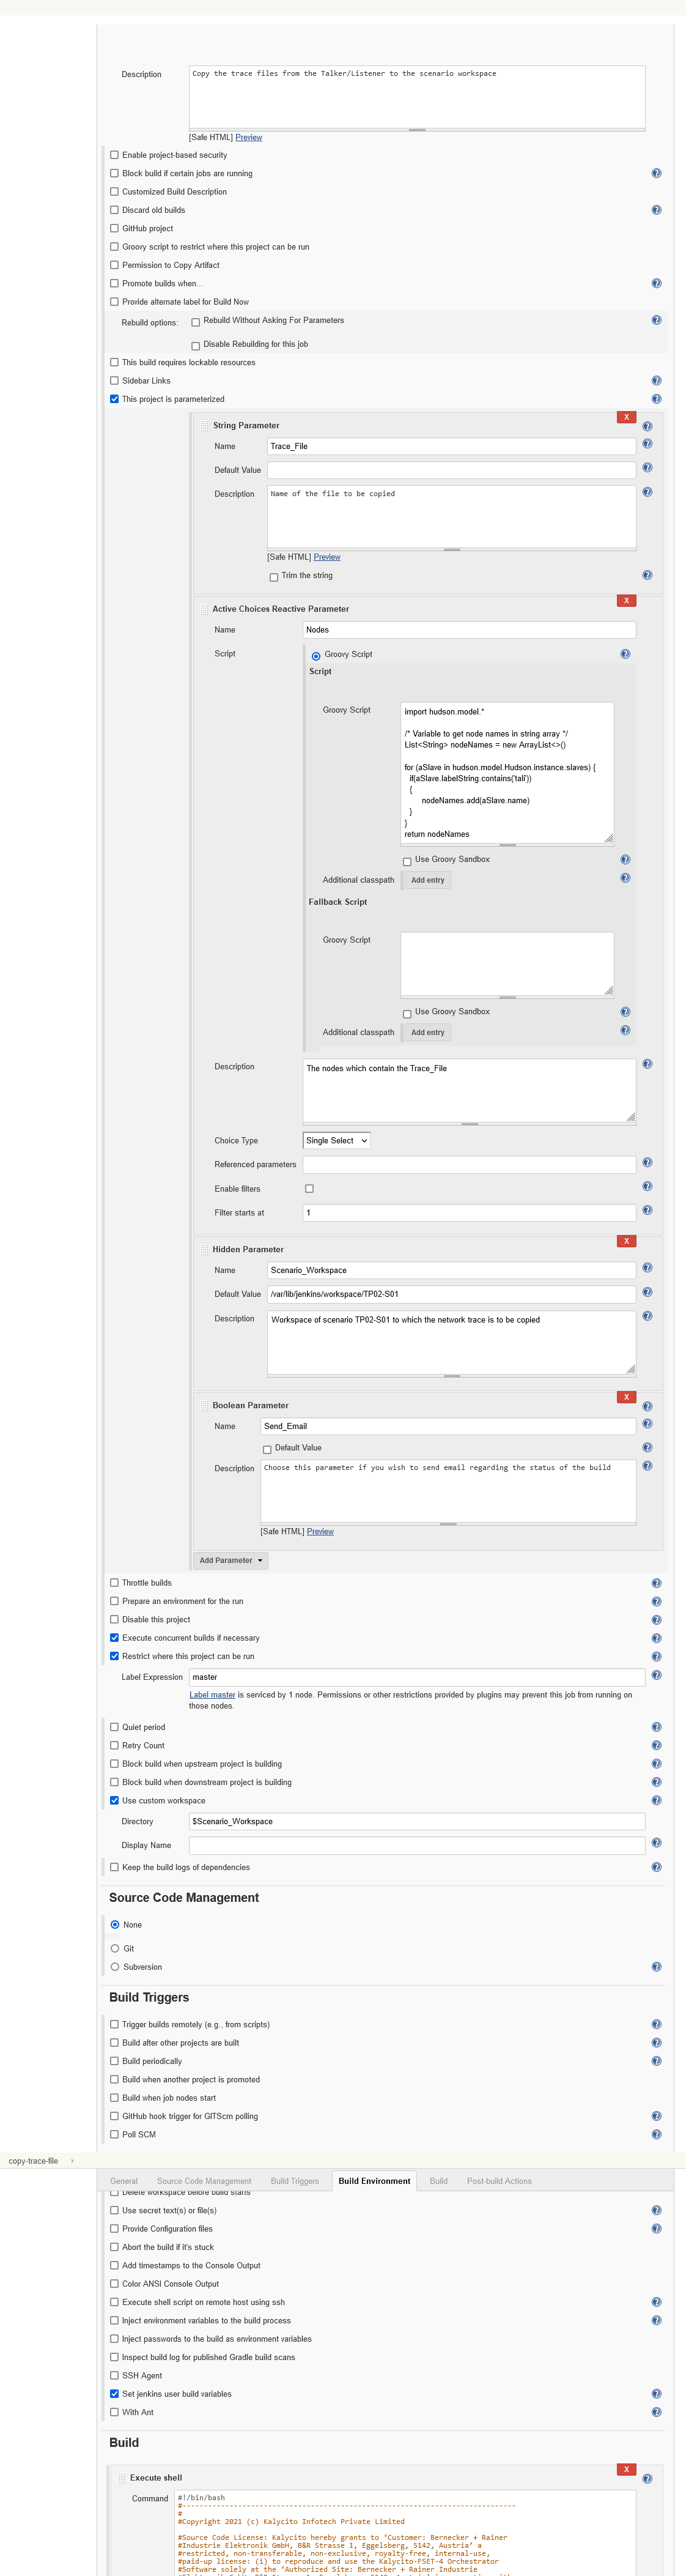 Description
Copy the trace files from the Talker/Listener to the scenario workspace
[Safe HTML] Preview
Enable project-based security
Block build if certain jobs are running
Customized Build Description
Discard old builds
GitHub project
Groovy script to restrict where this project can be run
Permission to Copy Artifact
Promote builds when...
Provide alternate label for Build Now
Rebuild options:
Rebuild Without Asking For Parameters
Disable Rebuilding for this job
This build requires lockable resources
Sidebar Links
This project is parameterized
X
String Parameter
Name
Trace_File
Default Value
Description
Name of the file to be copied
[Safe HTML] Preview
Trim the string
X
Active Choices Reactive Parameter
Name
Nodes
Script
Groovy Script
Script
Groovy Script
import hudson.model.*
/* Variable to get node names in string array */
List<String> nodeNames = new ArrayList<>()
for (aSlave in hudson.model.Hudson.instance.slaves) {
if(aSlave.labelString.contains('tali'))
{
nodeNames.add(aSlave.name)
}
}
return nodeNames
Use Groovy Sandbox
Additional classpath
Add entry
Fallback Script
Groovy Script
Use Groovy Sandbox
Additional classpath
Add entry
Description
The nodes which contain the Trace_File
Choice Type
Single Select
Referenced parameters
Enable filters
Filter starts at
1
X
Hidden Parameter
Name
Scenario_Workspace
Default Value
/var/lib/jenkins/workspace/TP02-S01
Description
Workspace of scenario TP02-S01 to which the network trace is to be copied
X
Boolean Parameter
Name
Send_Email
Default Value
Description
Choose this parameter if you wish to send email regarding the status of the build
[Safe HTML] Preview
Add Parameter
Throttle builds
Prepare an environment for the run
Disable this project
Execute concurrent builds if necessary
Restrict where this project can be run
Label Expression
master
Label master is serviced by 1 node. Permissions or other restrictions provided by plugins may prevent this job from running on
those nodes.
Quiet period
Retry Count
Block build when upstream project is building
Block build when downstream project is building
Use custom workspace
Directory
$Scenario_Workspace
Display Name
Keep the build logs of dependencies
Source Code Management
None
Git
Subversion
Build Triggers
Trigger builds remotely (e.g., from scripts)
Build after other projects are built
Build periodically
Build when another project is promoted
Build when job nodes start
GitHub hook trigger for GITScm polling
Poll SCM
copy-trace-file
General Source Code Management Build Triggers Build Environment Build Post-build Actions
Delete workspace before build starts
Use secret text(s) or file(s)
Provide Configuration files
Abort the build if it's stuck
Add timestamps to the Console Output
Color ANSI Console Output
Execute shell script on remote host using ssh
Inject environment variables to the build process
Inject passwords to the build as environment variables
Inspect build log for published Gradle build scans
SSH Agent
Set jenkins user build variables
With Ant
Build
X
Execute shell
Command
#!/bin/bash
#------------------------------------------------------------------------------
#
#Copyright 2021 (c) Kalycito Infotech Private Limited
#Source Code License: Kalycito hereby grants to ‘Customer: Bernecker + Rainer
#Industrie Elektronik GmbH, B&R Strasse 1, Eggelsberg, 5142, Austria’ a
#restricted, non-transferable, non-exclusive, royalty-free, internal-use,
#paid-up license: (i) to reproduce and use the Kalycito-FSET-4 Orchestrator
#Software solely at the ‘Authorized Site: Bernecker + Rainer Industrie